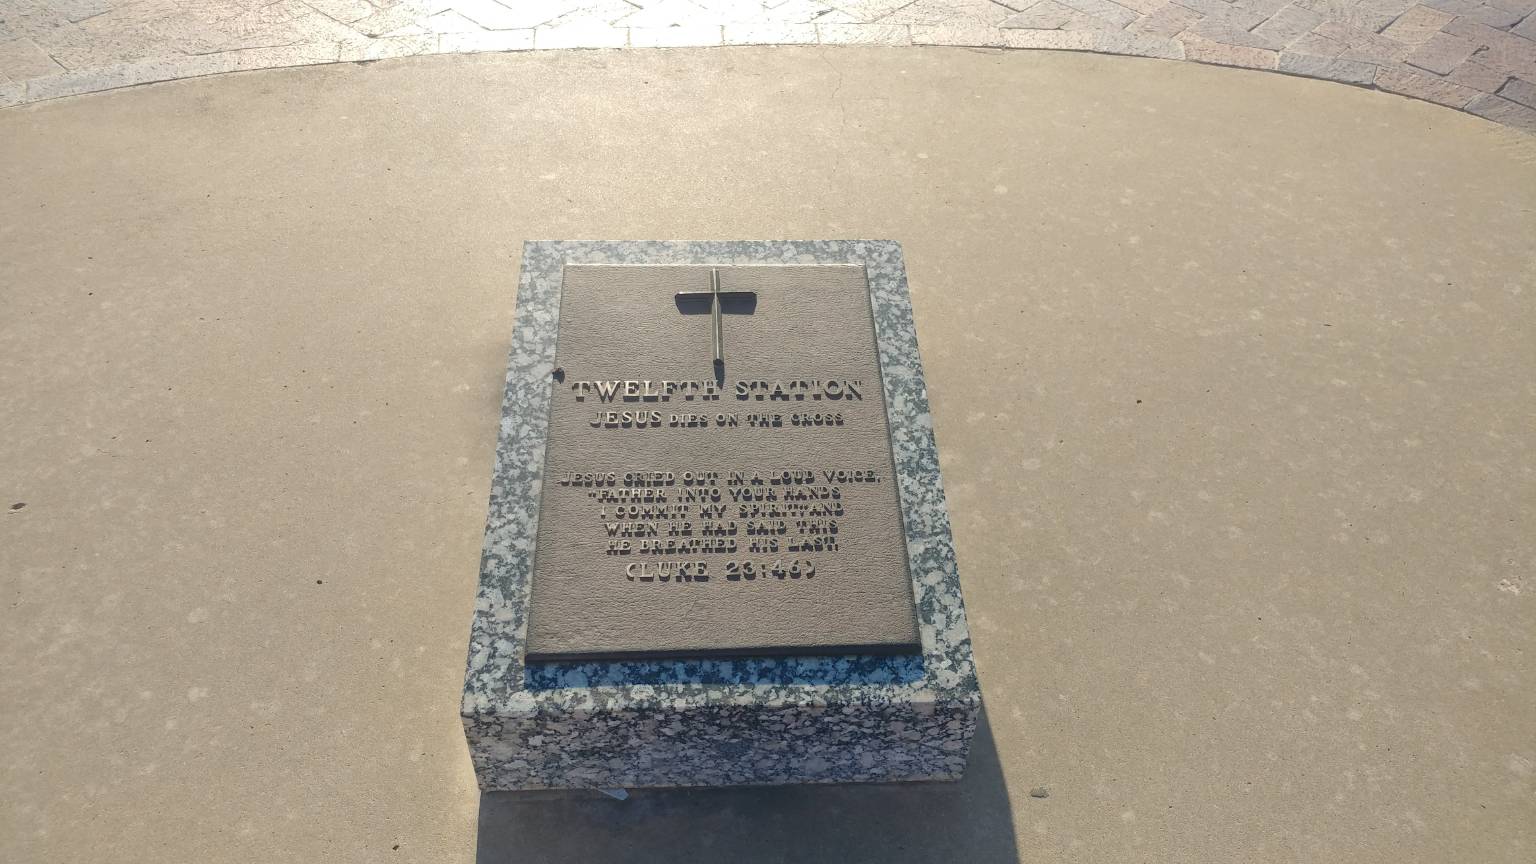 TWELFTH STATION
JESUS DIES ON THE CROSS
JESUS CRIED OUT IN A LOUD VOICE,
"FATHER INTO YOUR HANDS
I COMMIT MY SPIRIT" AND
WHEN HE HAD SAID THIS
HE BREATHED HIS LAST.
(LUKE 23:46)